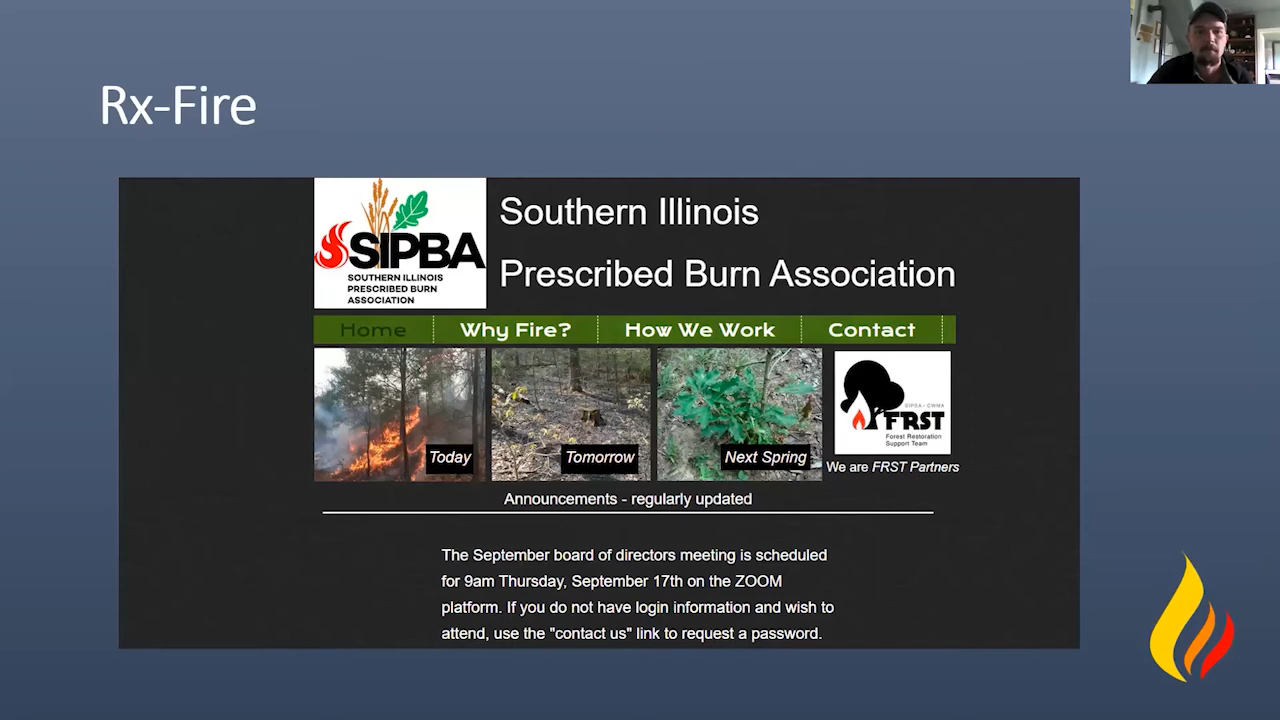 Rx-Fire
SIPBA
SOUTHERN ILLINOIS
PRESCRIBED BURN
ASSOCIATION
Southern Illinois
Prescribed Burn Association
Home
Why Fire?
How We Work
Contact
Today
Tomorrow
Next Spring
SIPBA - CWMA
FRST
Forest Restoration
Support Team
We are FRST Partners
Announcements - regularly updated
The September board of directors meeting is scheduled
for 9am Thursday, September 17th on the ZOOM
platform. If you do not have login information and wish to
attend, use the "contact us" link to request a password.